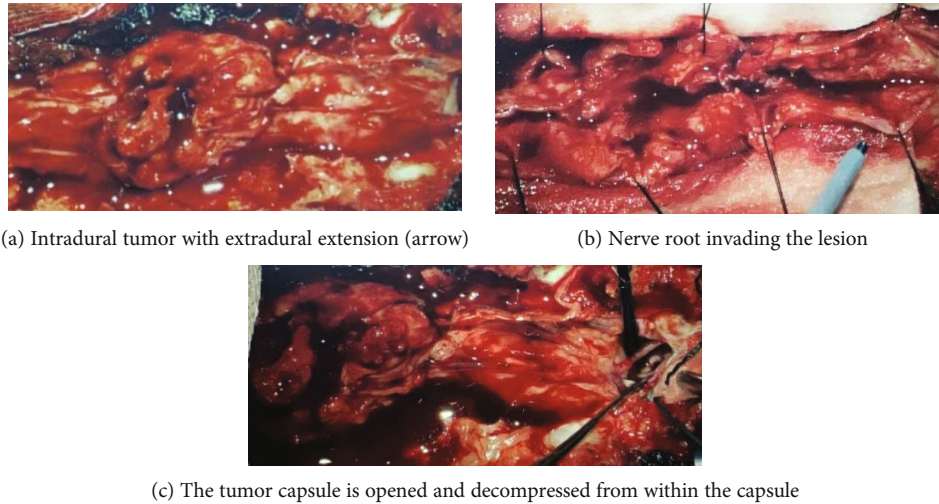 (a) Intradural tumor with extradural extension (arrow)
(b) Nerve root invading the lesion
(c) The tumor capsule is opened and decompressed from within the capsule